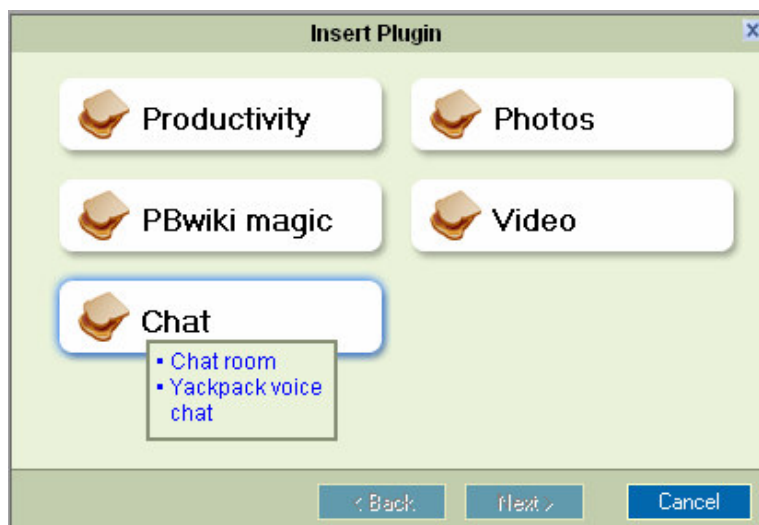 Insert Plugin
X
Productivity
Photos
PBwiki magic
Video
Chat
▪ Chat room
▪ Yackpack voice
chat
< Back
Next >
Cancel